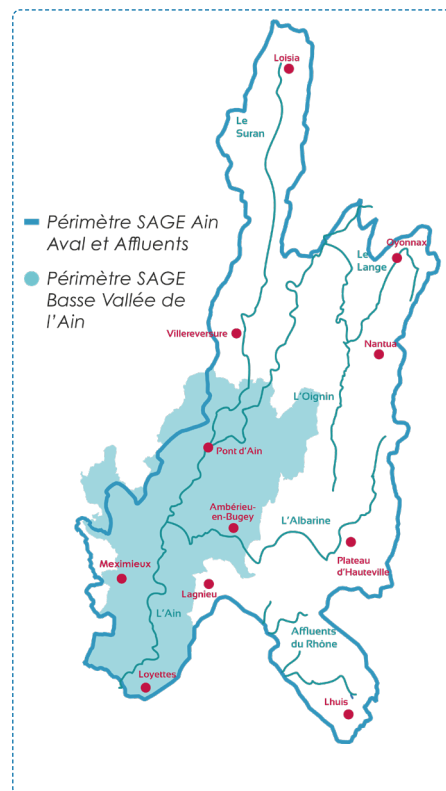 Loisia
Le
Suran
Périmètre SAGE Ain
Aval et Affluents
Oyonnax
Le
Lange
Périmètre SAGE
Basse Vallée de
l'Ain
Villereversure
Nantua
L'Oignin
Pont d'Ain
Ambérieu-
en-Bugey
L'Albarine
Plateau
d'Hauteville
Meximieux
Lagnieu
L'Ain
Affluents
du Rhône
Loyettes
Lhuis